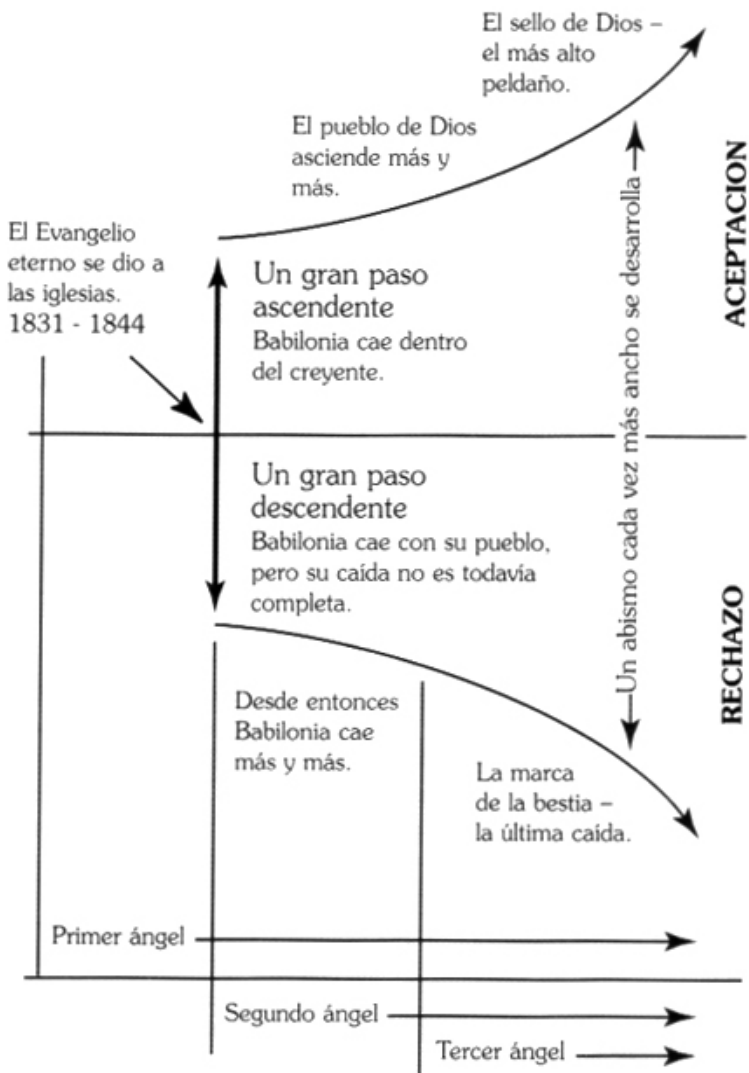 El sello de Dios –
el más alto
peldaño.
El pueblo de Dios
asciende más y
más.
El Evangelio
eterno se dio a
las iglesias.
1831 - 1844
Un gran paso
ascendente
Babilonia cae dentro
del creyente.
Un abismo cada vez más ancho se desarrolla
ACEPTACION
Un gran paso
descendente
Babilonia cae con su pueblo,
pero su caída no es todavía
completa.
RECHAZO
Desde entonces
Babilonia cae
más y más.
La marca
de la bestia –
la última caída.
Primer ángel
Segundo ángel
Tercer ángel